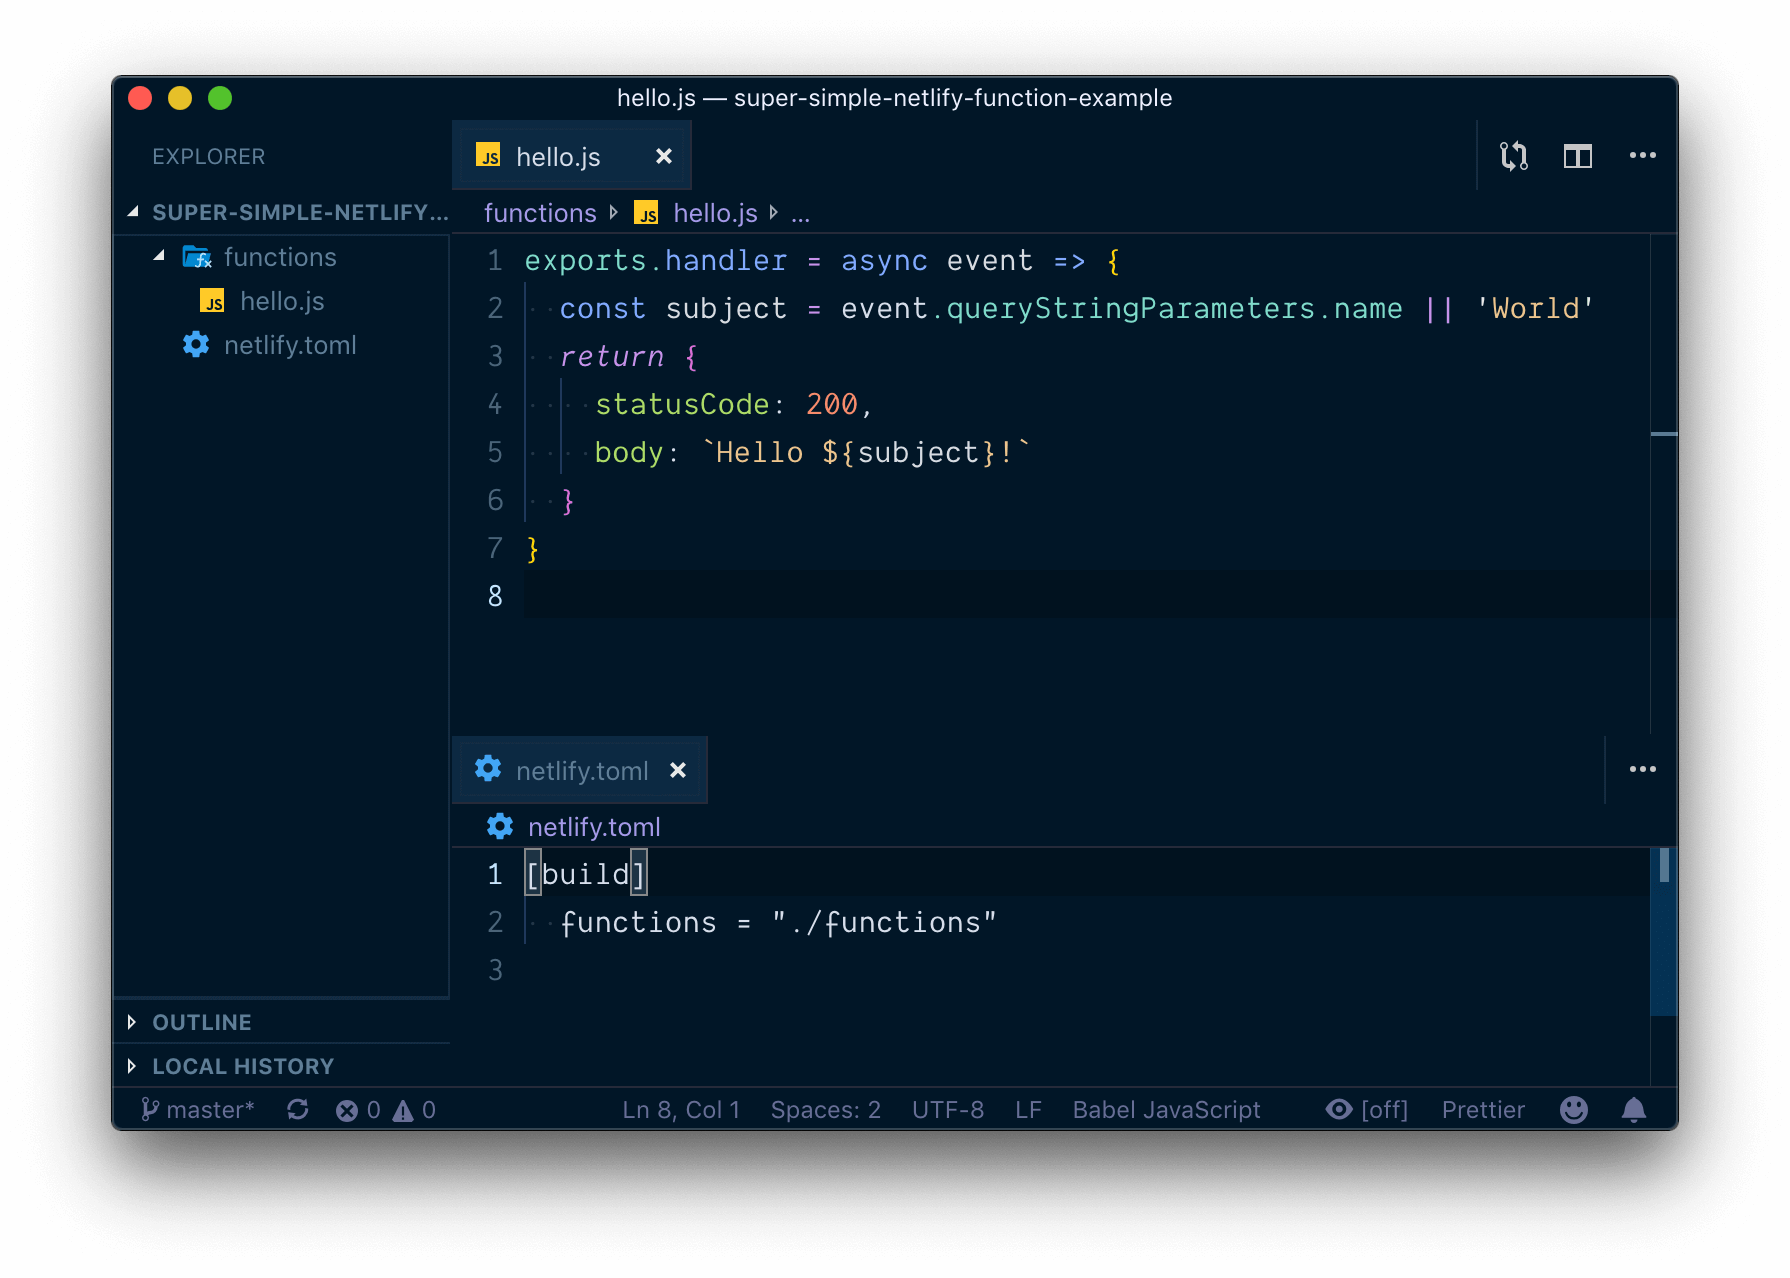 hello.js — super-simple-netlify-function-example
EXPLORER
SUPER-SIMPLE-NETLIFY...
functions
JS hello.js
netlify.toml
OUTLINE
LOCAL HISTORY
JS hello.js
functions JS hello.js ...
1 exports.handler = async event => {
2 const subject = event.queryStringParameters.name || 'World'
3 return {
4 statusCode: 200,
5 body: `Hello ${subject}!`
6 }
7 }
8
netlify.toml
netlify.toml
1 [build]
2 functions = "./functions"
3
master* 0 0 Ln 8, Col 1 Spaces: 2 UTF-8 LF Babel JavaScript [off] Prettier